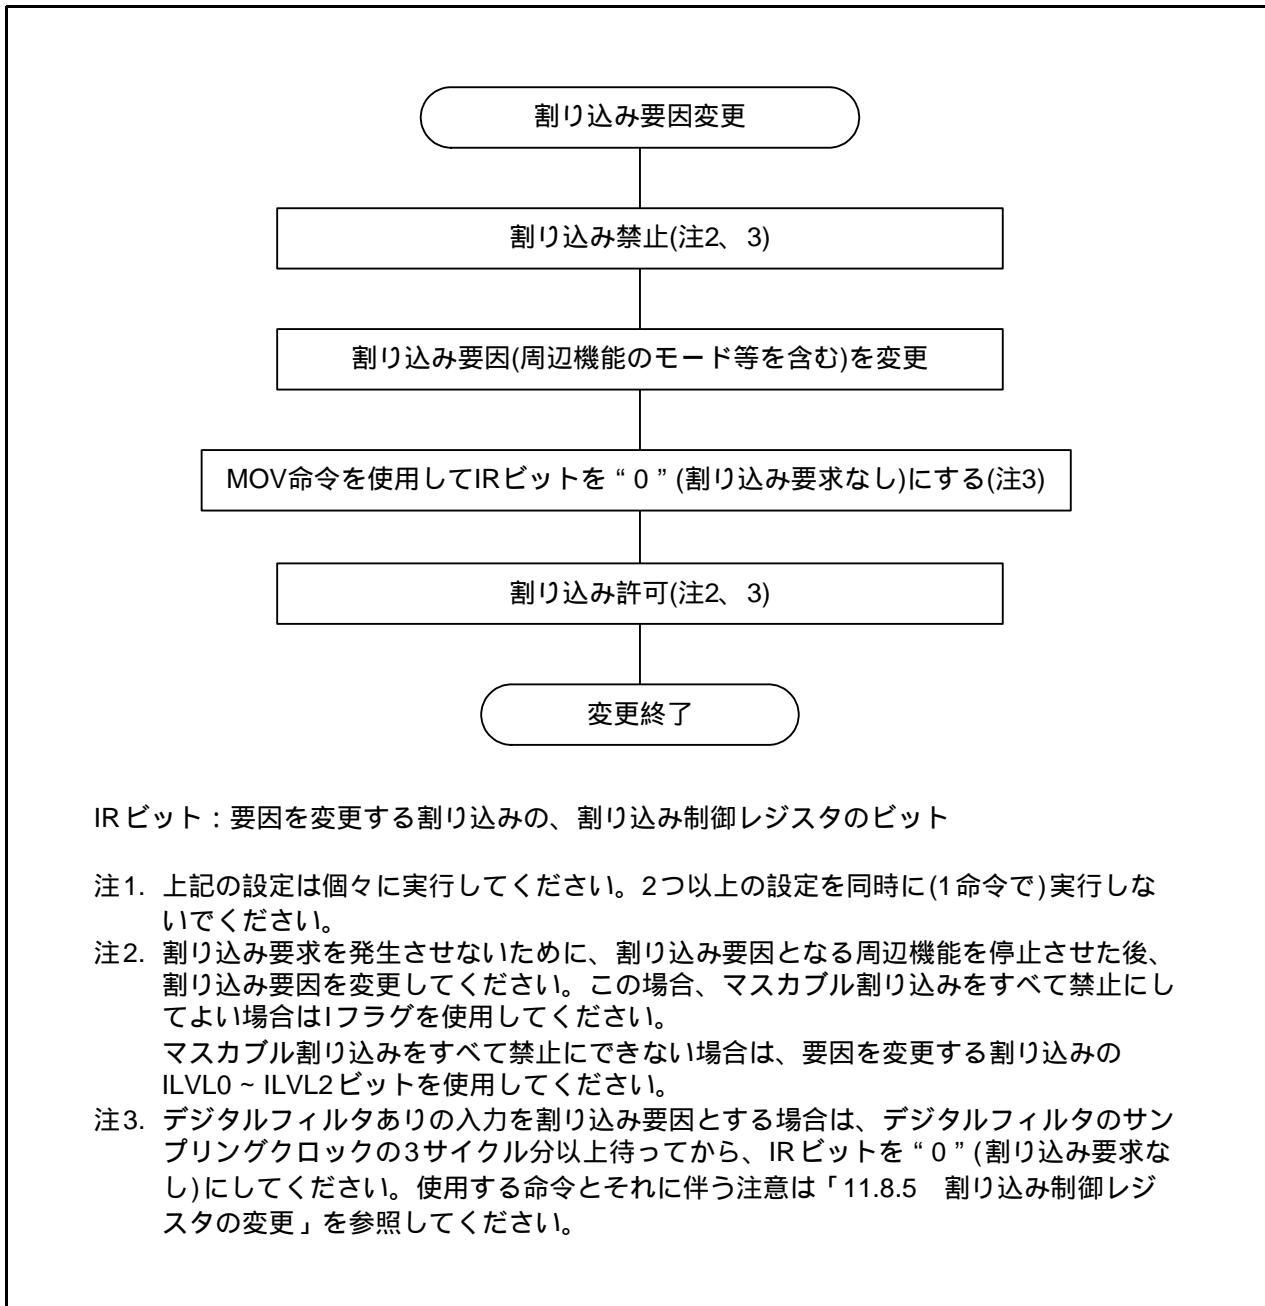 割り込み要因変更
割り込み禁止(注2、3)
割り込み要因(周辺機能のモード等を含む)を変更
MOV命令を使用してIRビットを“0”(割り込み要求なし)にする(注3)
割り込み許可(注2、3)
変更終了
IRビット：要因を変更する割り込みの、割り込み制御レジスタのビット
注1. 上記の設定は個々に実行してください。2つ以上の設定を同時に(1命令で)実行しな
いでください。
注2. 割り込み要求を発生させないために、割り込み要因となる周辺機能を停止させた後、
割り込み要因を変更してください。この場合、マスカブル割り込みをすべて禁止にし
てよい場合はIフラグを使用してください。
マスカブル割り込みをすべて禁止にできない場合は、要因を変更する割り込みの
ILVL0 ~ ILVL2ビットを使用してください。
注3. デジタルフィルタありの入力を割り込み要因とする場合は、デジタルフィルタのサン
プリングクロックの3サイクル分以上待ってから、IRビットを“0”(割り込み要求な
し)にしてください。使用する命令とそれに伴う注意は「11.8.5　割り込み制御レジ
スタの変更」を参照してください。